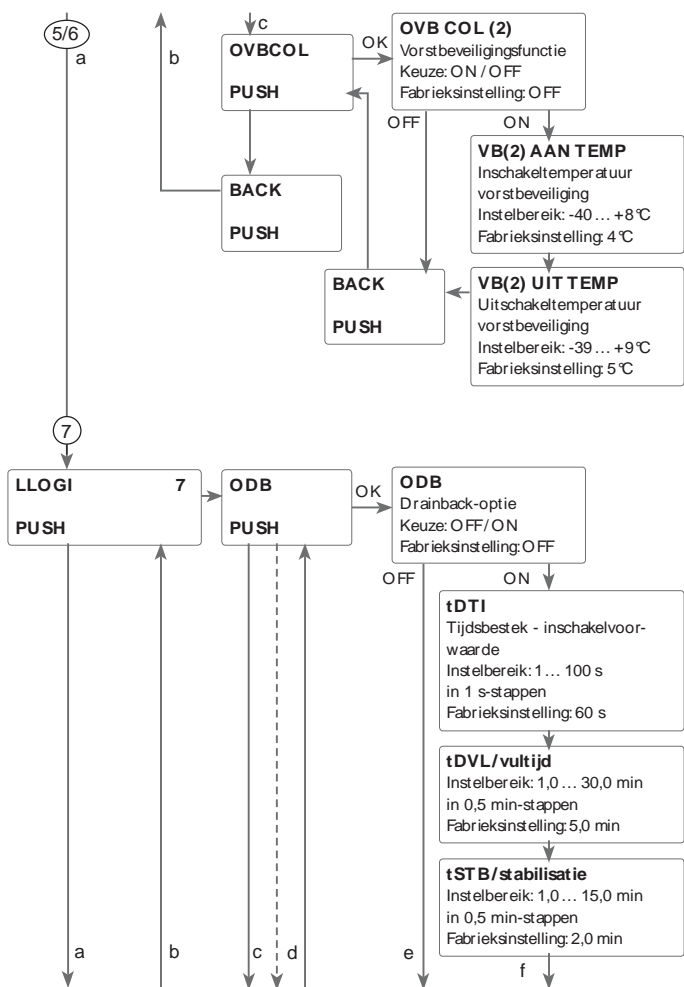 5/6
a
b
c
OVBCOL
PUSH
OK
OVB COL (2)
Vorstbeveiligingsfunctie
Keuze: ON / OFF
Fabrieksinstelling: OFF
OFF
ON
VB(2) AAN TEMP
Inschakeltemperatuur
vorstbeveiliging
Instelbereik: -40 … +8°C
Fabrieksinstelling: 4°C
BACK
PUSH
BACK
PUSH
VB(2) UIT TEMP
Uitschakeltemperatuur
vorstbeveiliging
Instelbereik: -39 … +9°C
Fabrieksinstelling: 5°C
7
LLOGI 7
PUSH
ODB
PUSH
OK
ODB
Drainback-optie
Keuze: OFF/ON
Fabrieksinstelling: OFF
OFF
ON
tDTI
Tijdsbestek - inschakelvoor-
waarde
Instelbereik: 1 … 100 s
in 1 s-stappen
Fabrieksinstelling: 60 s
tDVL/vultijd
Instelbereik: 1,0 … 30,0 min
in 0,5 min-stappen
Fabrieksinstelling: 5,0 min
tSTB/stabilisatie
Instelbereik: 1,0 … 15,0 min
in 0,5 min-stappen
Fabrieksinstelling: 2,0 min
a
b
c
d
e
f